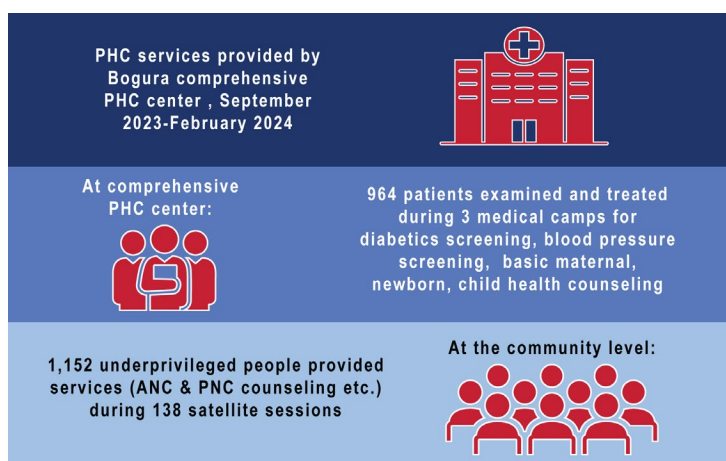 PHC services provided by
Bogura comprehensive
PHC center , September
2023-February 2024
At comprehensive
PHC center:
964 patients examined and treated
during 3 medical camps for
diabetics screening, blood pressure
screening, basic maternal,
newborn, child health counseling
1,152 underprivileged people provided
services (ANC & PNC counseling etc.)
during 138 satellite sessions
At the community level: